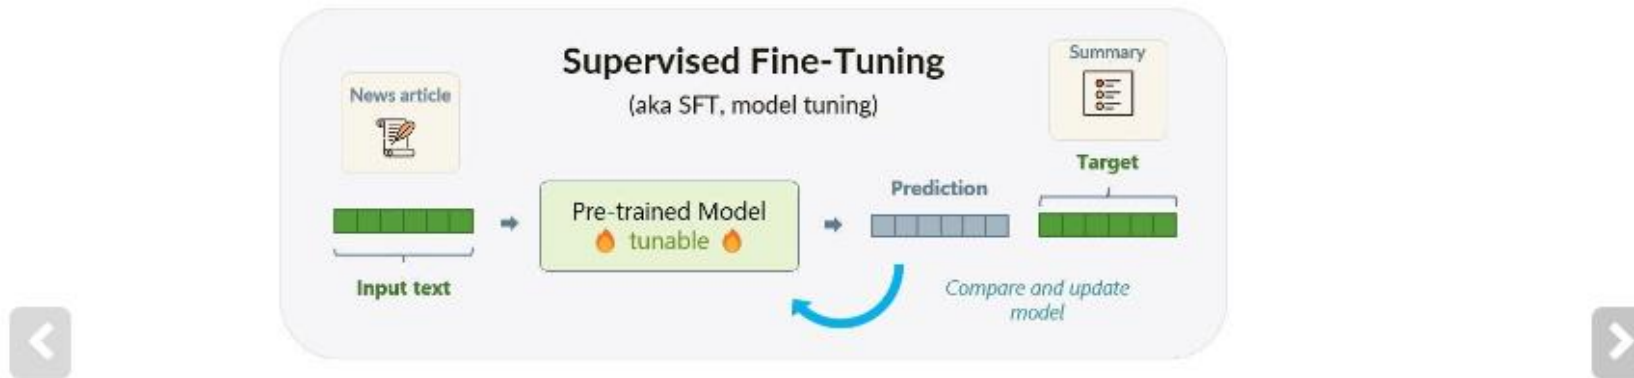 Supervised Fine-Tuning
(aka SFT, model tuning)
News article
Summary
Target
Prediction
Pre-trained Model
tunable
Input text
Compare and update
model